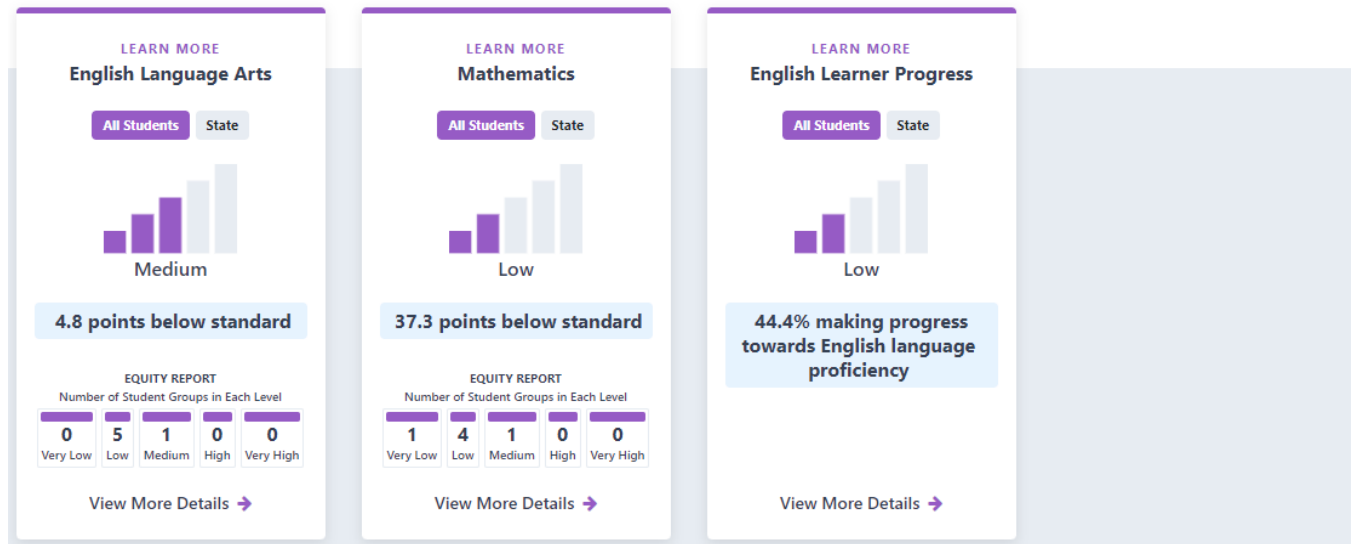 LEARN MORE
English Language Arts
All Students State
Medium
4.8 points below standard
EQUITY REPORT
Number of Student Groups in Each Level
0 5 1 0 0
Very Low Low Medium High Very High
View More Details
LEARN MORE
Mathematics
All Students State
Low
37.3 points below standard
EQUITY REPORT
Number of Student Groups in Each Level
1 4 1 0 0
Very Low Low Medium High Very High
View More Details
LEARN MORE
English Learner Progress
All Students State
Low
44.4% making progress
towards English language
proficiency
View More Details